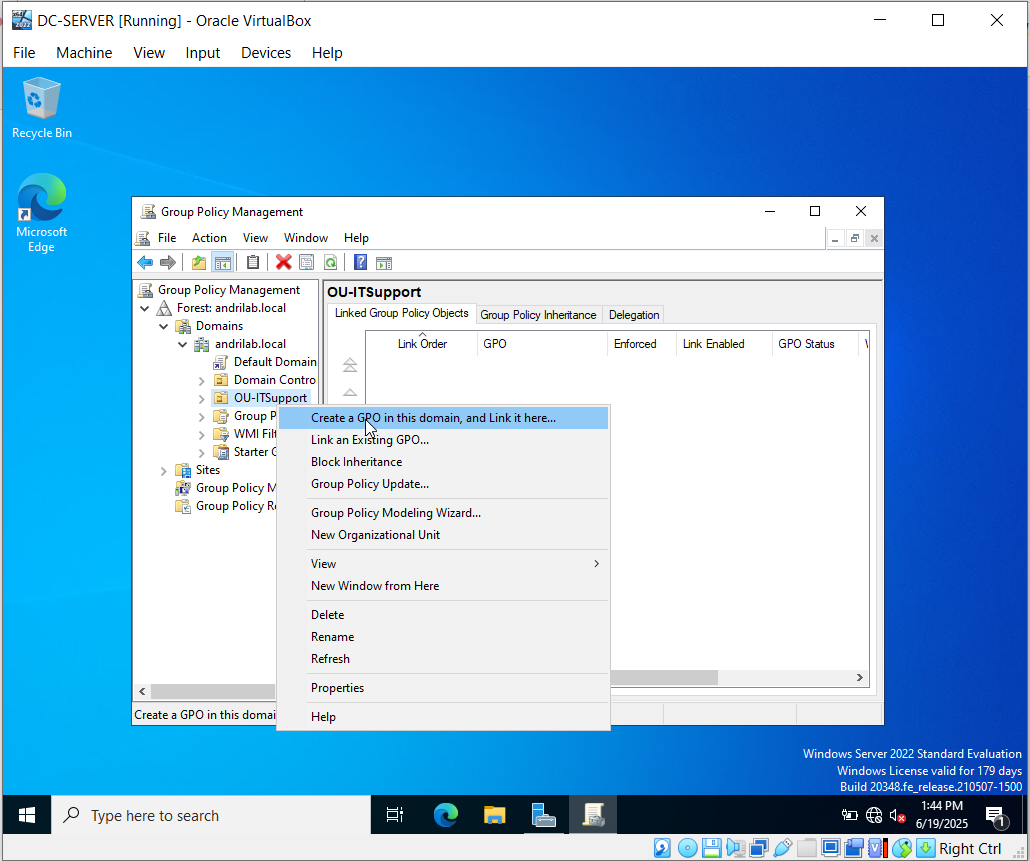 DC-SERVER [Running] - Oracle VirtualBox
File Machine View Input Devices Help
Recycle Bin
Microsoft
Edge
Group Policy Management
File Action View Window Help
Group Policy Management
Forest: andrilab.local
Domains
andrilab.local
Default Domain
Domain Contro
OU-ITSupport
Group P
WMI Filt
Starter G
Sites
Group Policy M
Group Policy Re
OU-ITSupport
Linked Group Policy Objects Group Policy Inheritance Delegation
Link Order GPO Enforced Link Enabled GPO Status
Create a GPO in this domain, and Link it here...
Link an Existing GPO...
Block Inheritance
Group Policy Update...
Group Policy Modeling Wizard...
New Organizational Unit
View
New Window from Here
Delete
Rename
Refresh
Properties
Help
Create a GPO in this domai
Windows Server 2022 Standard Evaluation
Windows License valid for 179 days
Build 20348.fe_release.210507-1500
Type here to search
1:44 PM
6/19/2025
1
Right Ctrl